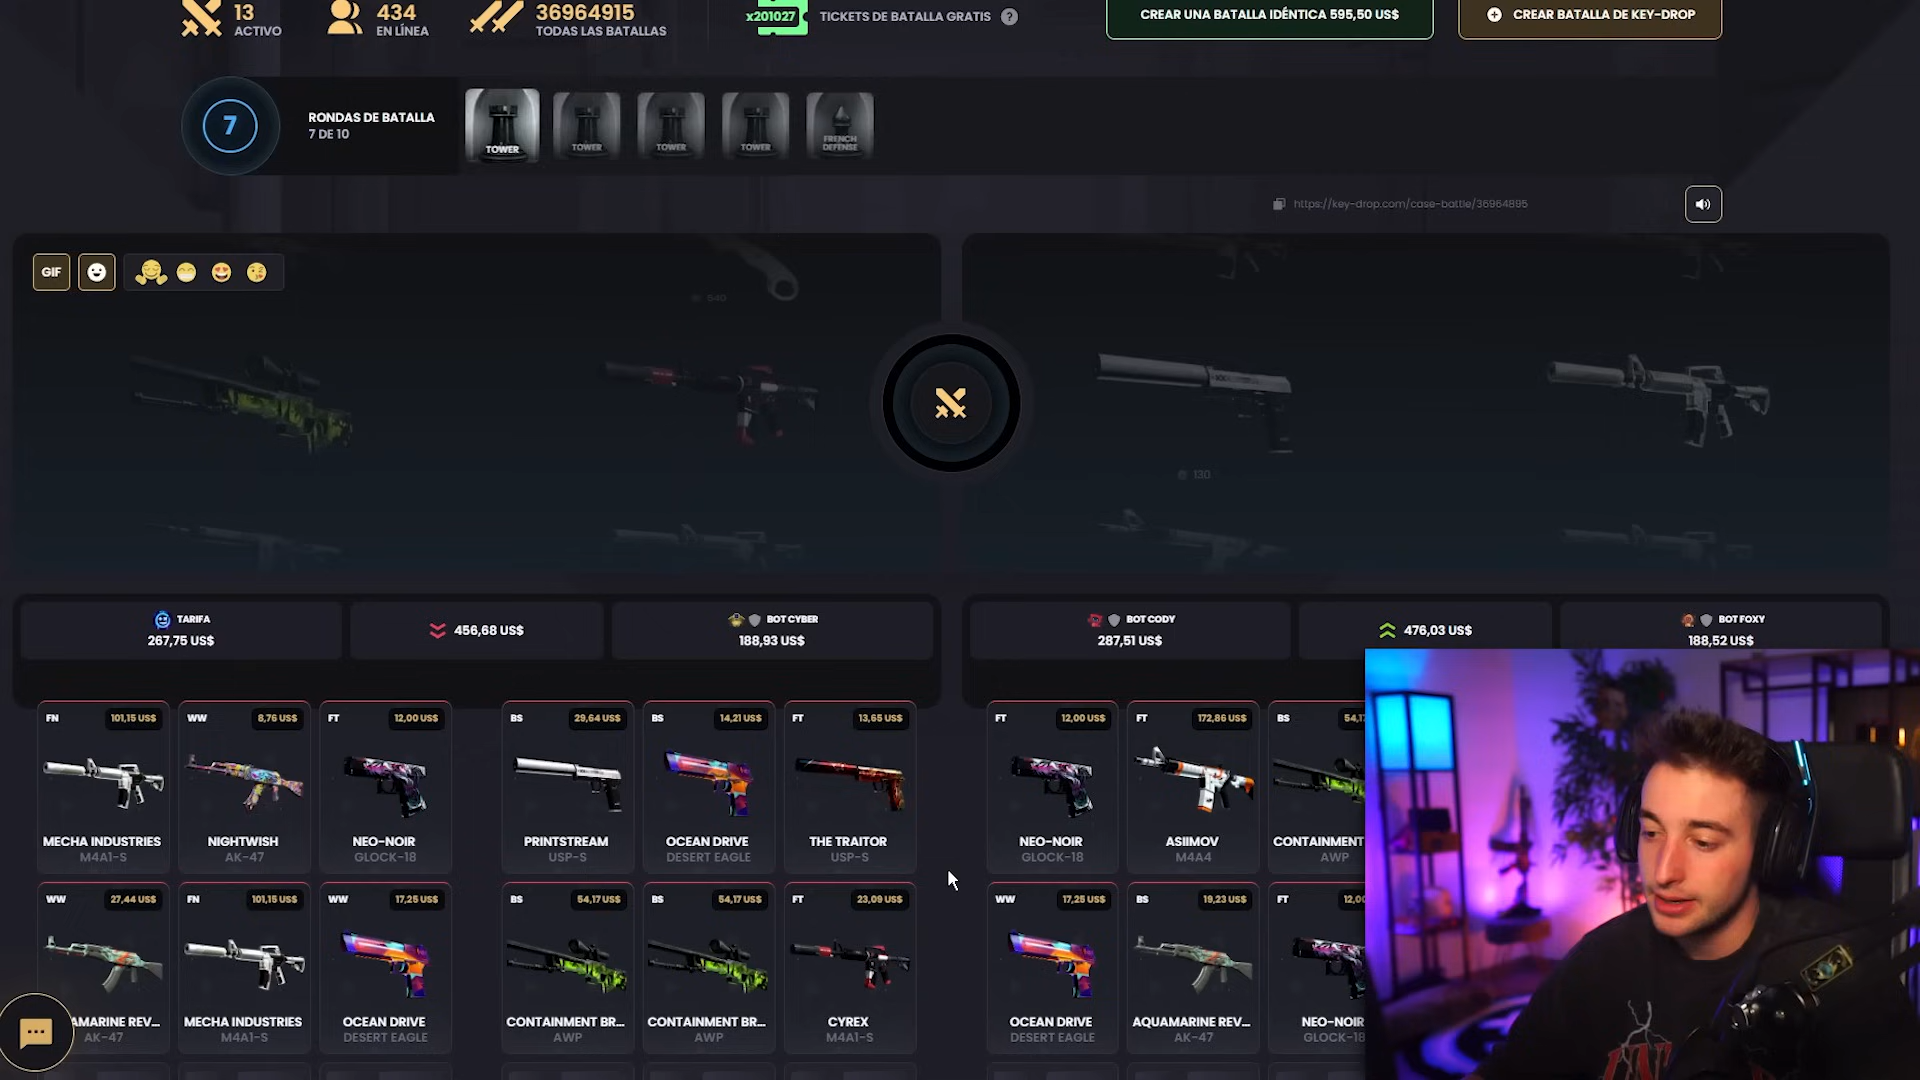 13
ACTIVO
434
EN LÍNEA
36964915
TODAS LAS BATALLAS
x201027
TICKETS DE BATALLA GRATIS
?
CREAR UNA BATALLA IDÉNTICA 595,50 US$
CREAR BATALLA DE KEY-DROP
7
RONDAS DE BATALLA
7 DE 10
TOWER
TOWER
TOWER
TOWER
FRENCH
DEFENSE
https://key-drop.com/case-battle/36964895
GIF
640
130
TARIFA
267,75 US$
456,68 US$
BOT CYBER
188,93 US$
BOT CODY
287,51 US$
476,03 US$
BOT FOXY
188,52 US$
FN 101,15 US$
MECHA INDUSTRIES
M4A1-S
WW 8,76 US$
NIGHTWISH
AK-47
FT 12,00 US$
NEO-NOIR
GLOCK-18
BS 29,64 US$
PRINTSTREAM
USP-S
BS 14,21 US$
OCEAN DRIVE
DESERT EAGLE
FT 13,65 US$
THE TRAITOR
USP-S
FT 12,00 US$
NEO-NOIR
GLOCK-18
FT 172,86 US$
ASIIMOV
M4A4
BS 54,1
CONTAINMENT
AWP
WW 27,44 US$
AMARINE REV...
AK-47
FN 101,15 US$
MECHA INDUSTRIES
M4A1-S
WW 17,25 US$
OCEAN DRIVE
DESERT EAGLE
BS 54,17 US$
CONTAINMENT BR...
AWP
BS 54,17 US$
CONTAINMENT BR...
AWP
FT 23,09 US$
CYREX
M4A1-S
WW 17,25 US$
OCEAN DRIVE
DESERT EAGLE
BS 19,23 US$
AQUAMARINE REV...
AK-47
FT 12,00
NEO-NOIR
GLOCK-18